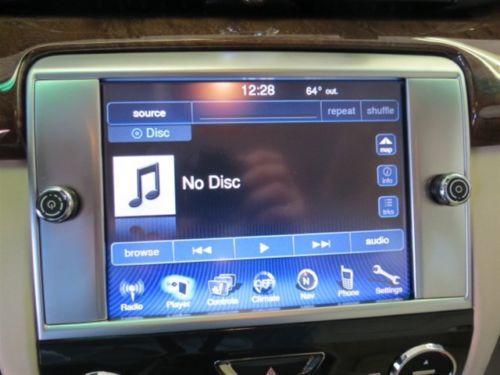 12:28 64° out.
source repeat shuffle
Disc
map
No Disc
info
trks
browse audio
Radio Player Controls OFF Climate N Nav Phone Settings